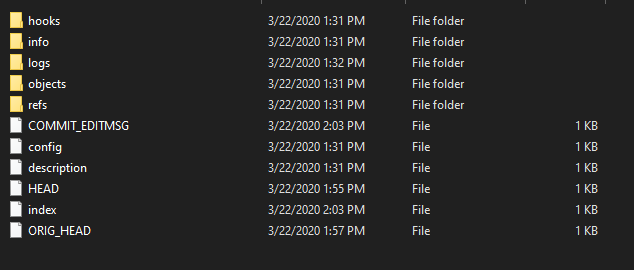 hooks 3/22/2020 1:31 PM File folder
info 3/22/2020 1:31 PM File folder
logs 3/22/2020 1:32 PM File folder
objects 3/22/2020 1:31 PM File folder
refs 3/22/2020 1:31 PM File folder
COMMIT_EDITMSG 3/22/2020 2:03 PM File 1 KB
config 3/22/2020 1:31 PM File 1 KB
description 3/22/2020 1:31 PM File 1 KB
HEAD 3/22/2020 1:55 PM File 1 KB
index 3/22/2020 2:03 PM File 1 KB
ORIG_HEAD 3/22/2020 1:57 PM File 1 KB